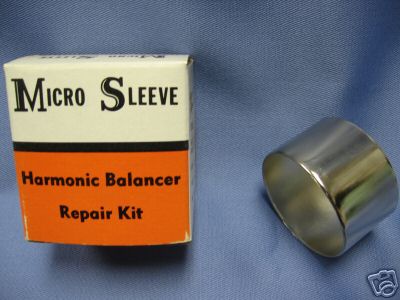 Micro Sleeve
Harmonic Balancer
Repair Kit